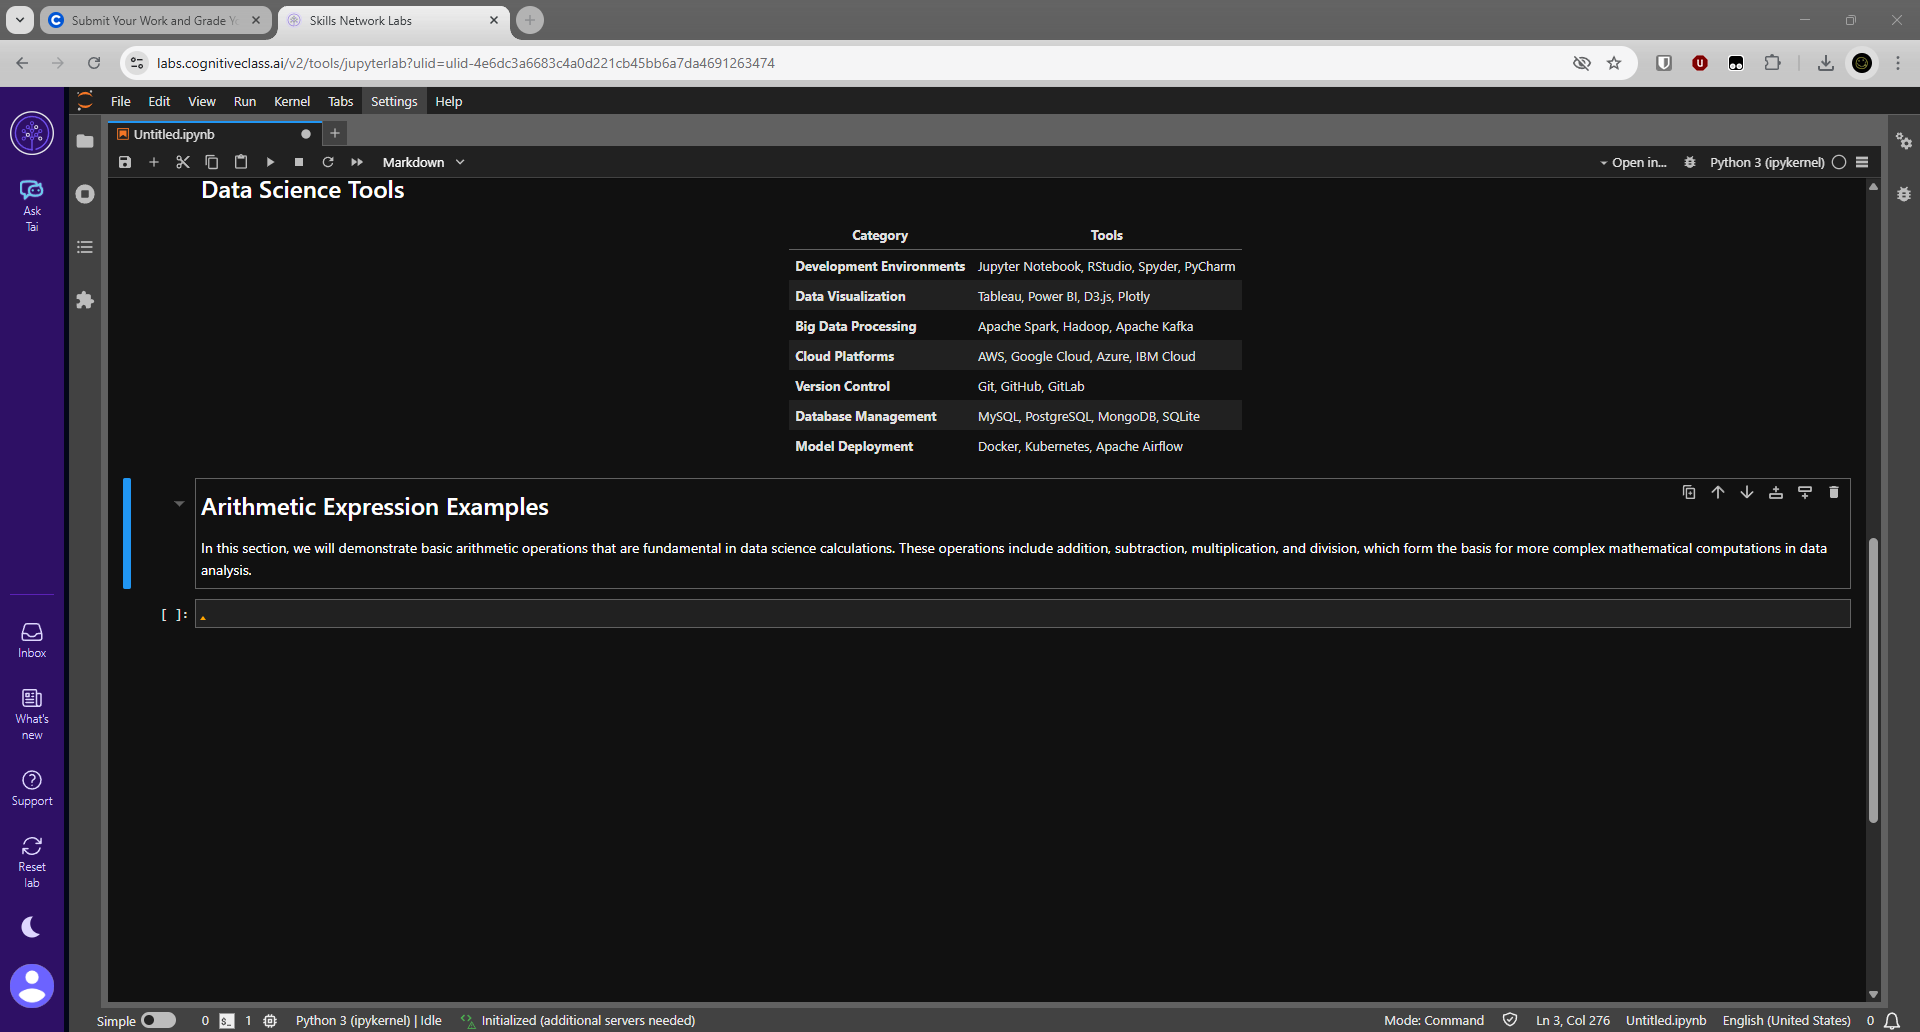 Submit Your Work and Grade Yo
Skills Network Labs
labs.cognitiveclass.ai/v2/tools/jupyterlab?ulid=ulid-4e6dc3a6683c4a0d221cb45bb6a7da4691263474
File Edit View Run Kernel Tabs Settings Help
Untitled.ipynb
Markdown
Open in...
Python 3 (ipykernel)
Ask
Tai
Data Science Tools
Category Tools
Development Environments Jupyter Notebook, RStudio, Spyder, PyCharm
Data Visualization Tableau, Power BI, D3.js, Plotly
Big Data Processing Apache Spark, Hadoop, Apache Kafka
Cloud Platforms AWS, Google Cloud, Azure, IBM Cloud
Version Control Git, GitHub, GitLab
Database Management MySQL, PostgreSQL, MongoDB, SQLite
Model Deployment Docker, Kubernetes, Apache Airflow
Arithmetic Expression Examples
In this section, we will demonstrate basic arithmetic operations that are fundamental in data science calculations. These operations include addition, subtraction, multiplication, and division, which form the basis for more complex mathematical computations in data
analysis.
[ ]:
Inbox
What's
new
Support
Reset
lab
Simple 0 $_ 1 Python 3 (ipykernel) | Idle Initialized (additional servers needed) Mode: Command Ln 3, Col 276 Untitled.ipynb English (United States) 0